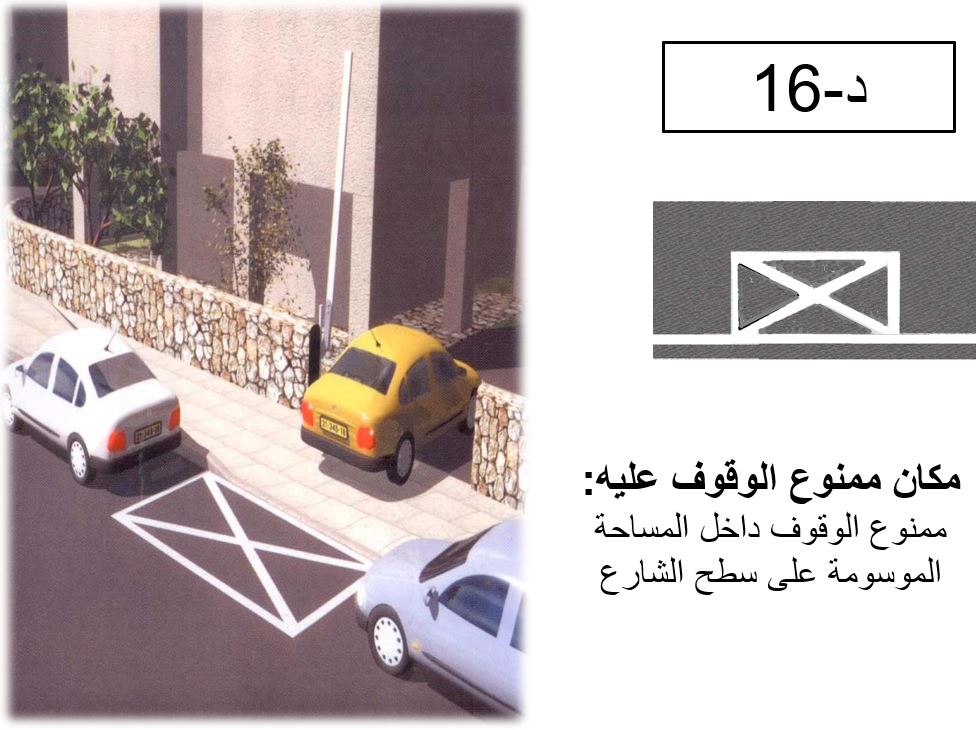 د-16
مكان ممنوع الوقوف عليه:
ممنوع الوقوف داخل المساحة
الموسومة على سطح الشارع